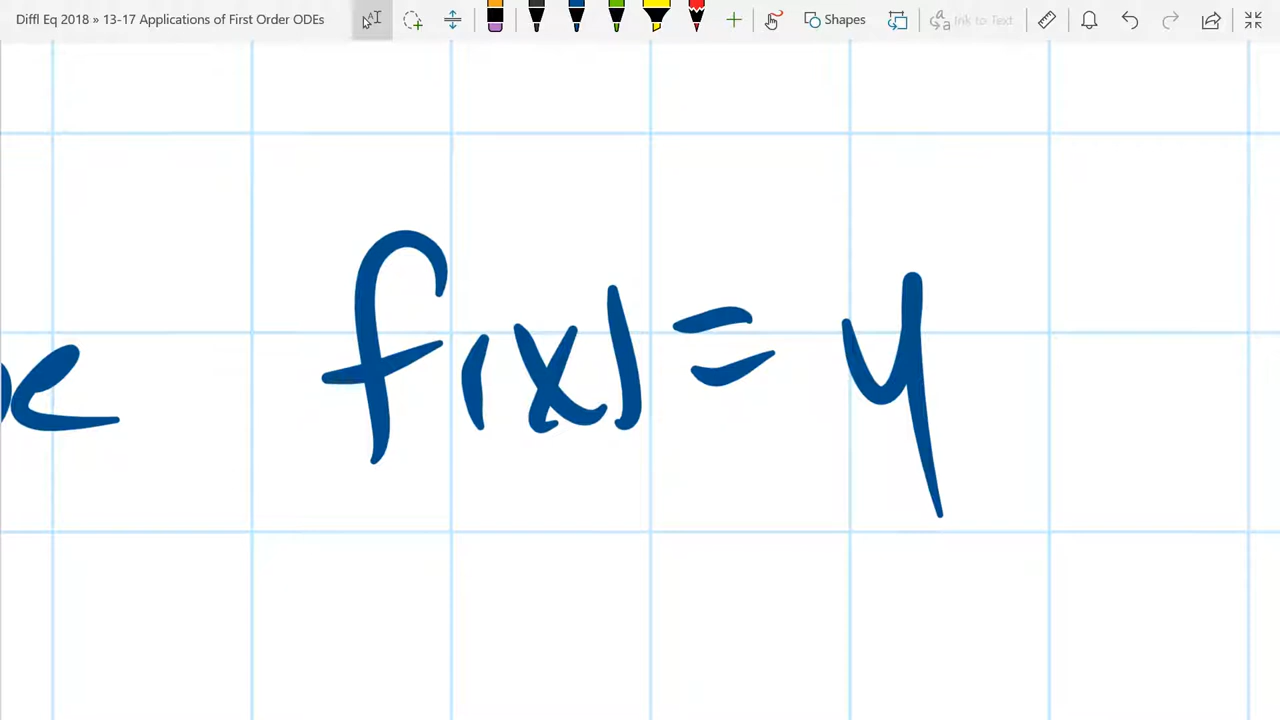 Diffl Eq 2018 » 13-17 Applications of First Order ODEs Shapes Ink to Text
f(x) = y